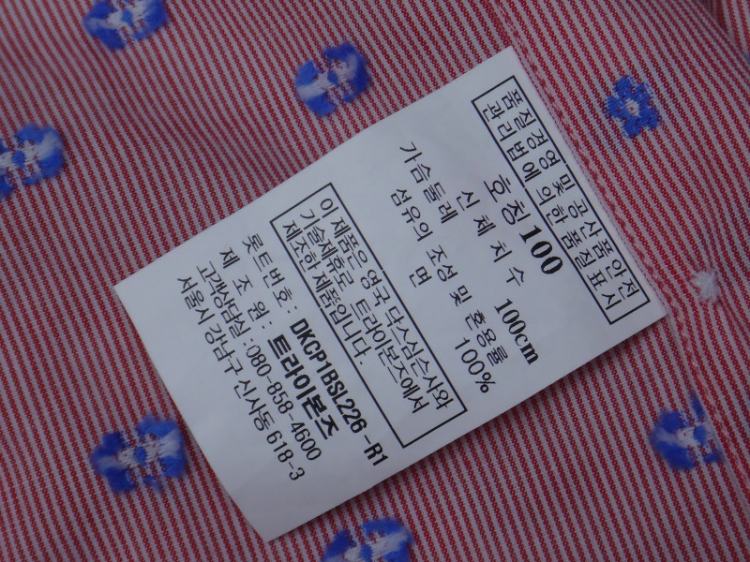 품질경영 및 공산품안전
관리법에 의한 품질표시
호칭 100
신체치수
가슴둘레 100cm
섬유의 조성 및 혼용률
면 100%
이 제품은 영국 닥스심슨사와
기술제휴로 트라이본즈에서
제조한 제품입니다.
롯트번호 : DKCP1BSL226-R1
제조원 : 트라이본즈
고객상담실 : 080-858-4600
서울시 강남구 신사동 618-3